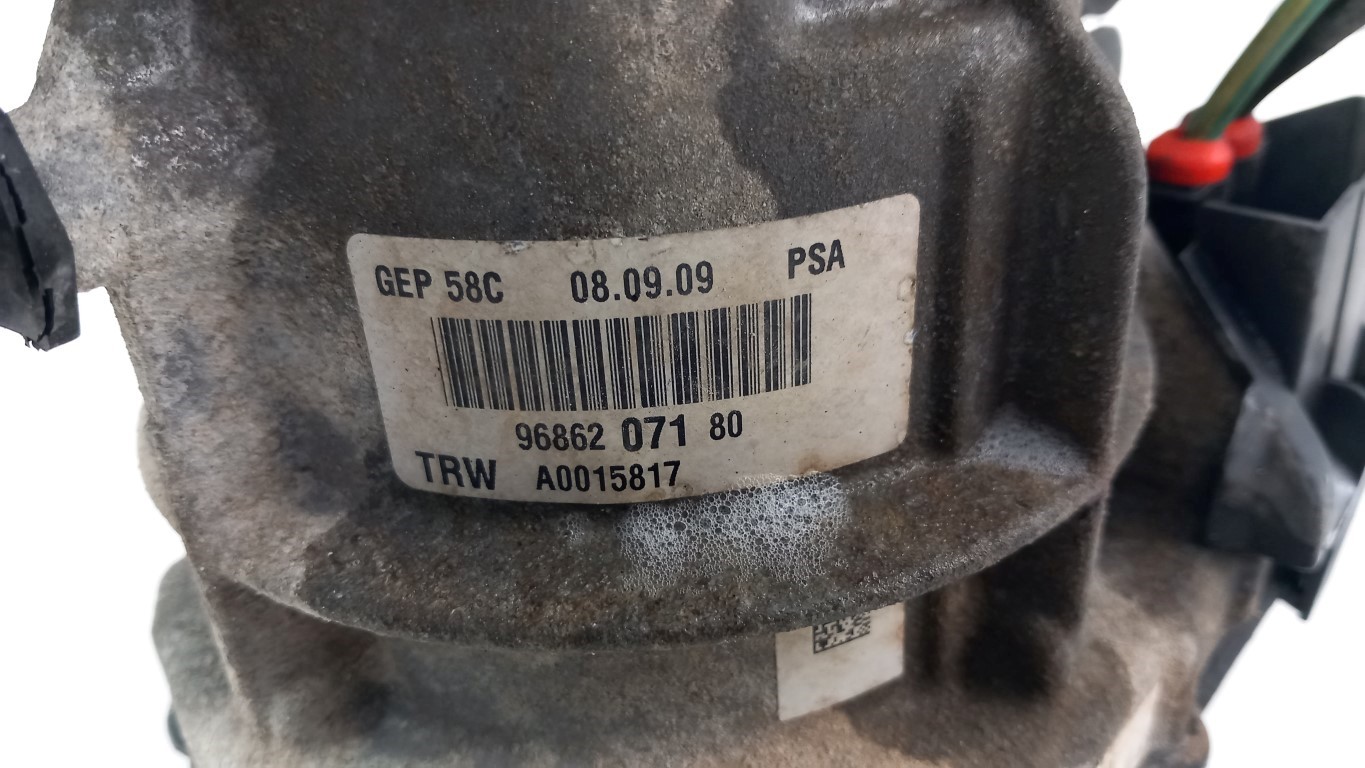 GEP 58C 08.09.09 PSA
96862 071 80
TRW A0015817